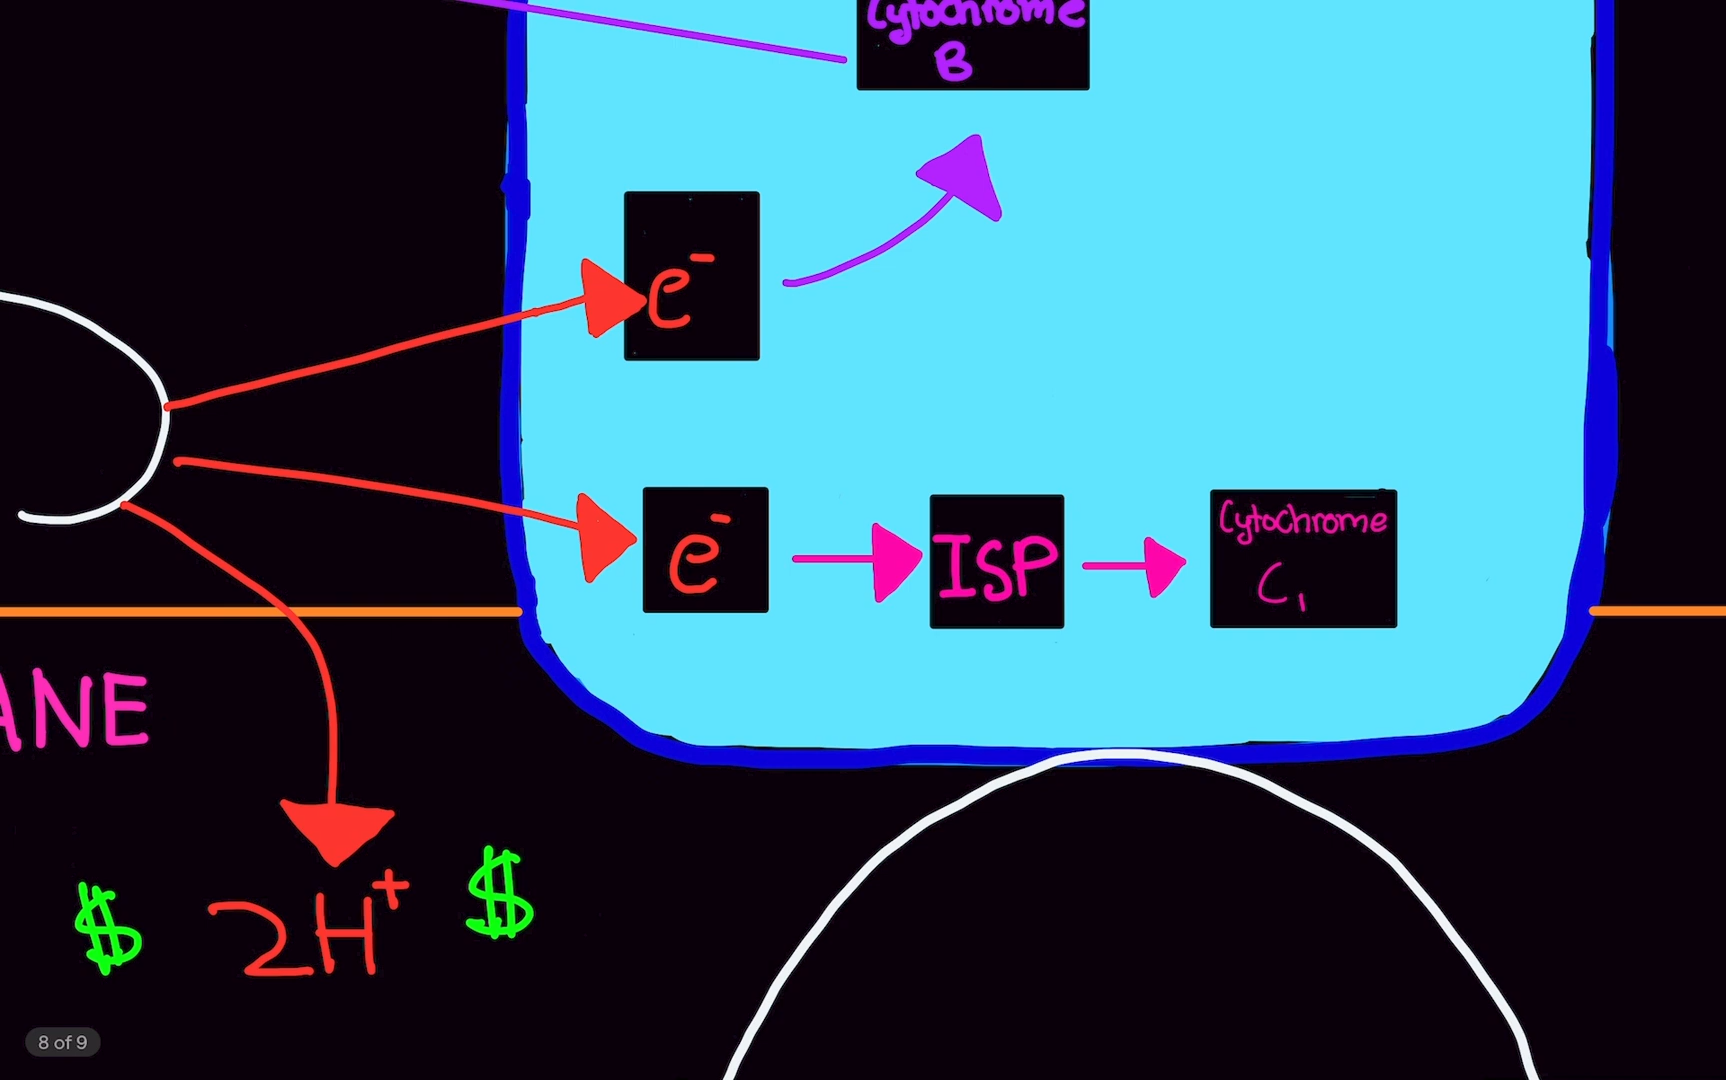 Cytochrome
B
e⁻
e⁻
ISP
Cytochrome
C₁
ANE
$ 2H⁺ $
8 of 9